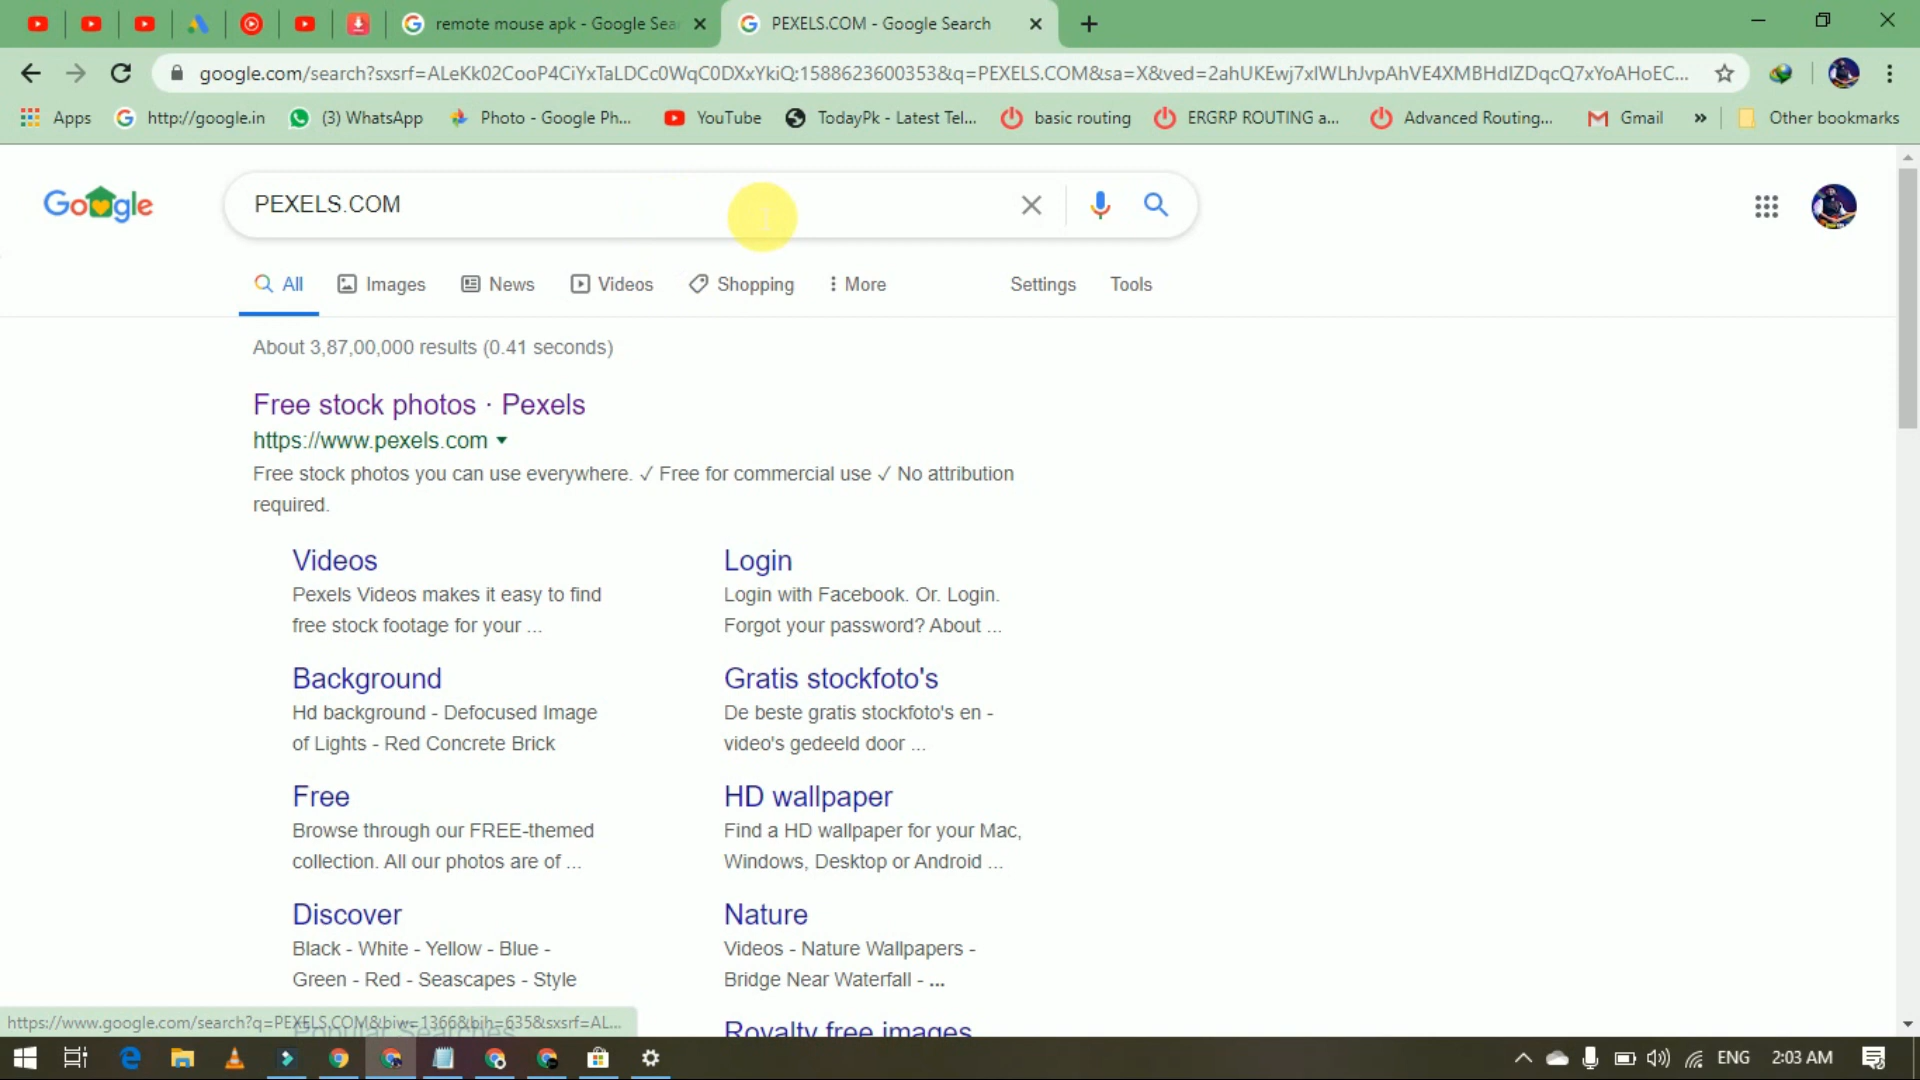 remote mouse apk - Google Sea
PEXELS.COM - Google Search
google.com/search?sxsrf=ALeKk02CooP4CiYxTaLDCc0WqC0DXxYkiQ:1588623600353&q=PEXELS.COM&sa=X&ved=2ahUKEwj7xIWLhJvpAhVE4XMBHdIZDqcQ7xYoAHoEC...
Apps
http://google.in
(3) WhatsApp
Photo - Google Ph...
YouTube
TodayPk - Latest Tel...
basic routing
ERGRP ROUTING a...
Advanced Routing...
Gmail
»
Other bookmarks
Google
PEXELS.COM
All
Images
News
Videos
Shopping
More
Settings
Tools
About 3,87,00,000 results (0.41 seconds)
Free stock photos · Pexels
https://www.pexels.com
Free stock photos you can use everywhere. ✓ Free for commercial use ✓ No attribution
required.
Videos
Pexels Videos makes it easy to find
free stock footage for your ...
Login
Login with Facebook. Or. Login.
Forgot your password? About ...
Background
Hd background - Defocused Image
of Lights - Red Concrete Brick
Gratis stockfoto's
De beste gratis stockfoto's en -
video's gedeeld door ...
Free
Browse through our FREE-themed
collection. All our photos are of ...
HD wallpaper
Find a HD wallpaper for your Mac,
Windows, Desktop or Android ...
Discover
Black - White - Yellow - Blue -
Green - Red - Seascapes - Style
Nature
Videos - Nature Wallpapers -
Bridge Near Waterfall - ...
Popular Searches
Royalty free images
https://www.google.com/search?q=PEXELS.COM&biw=1366&bih=635&sxsrf=AL...
ENG
2:03 AM